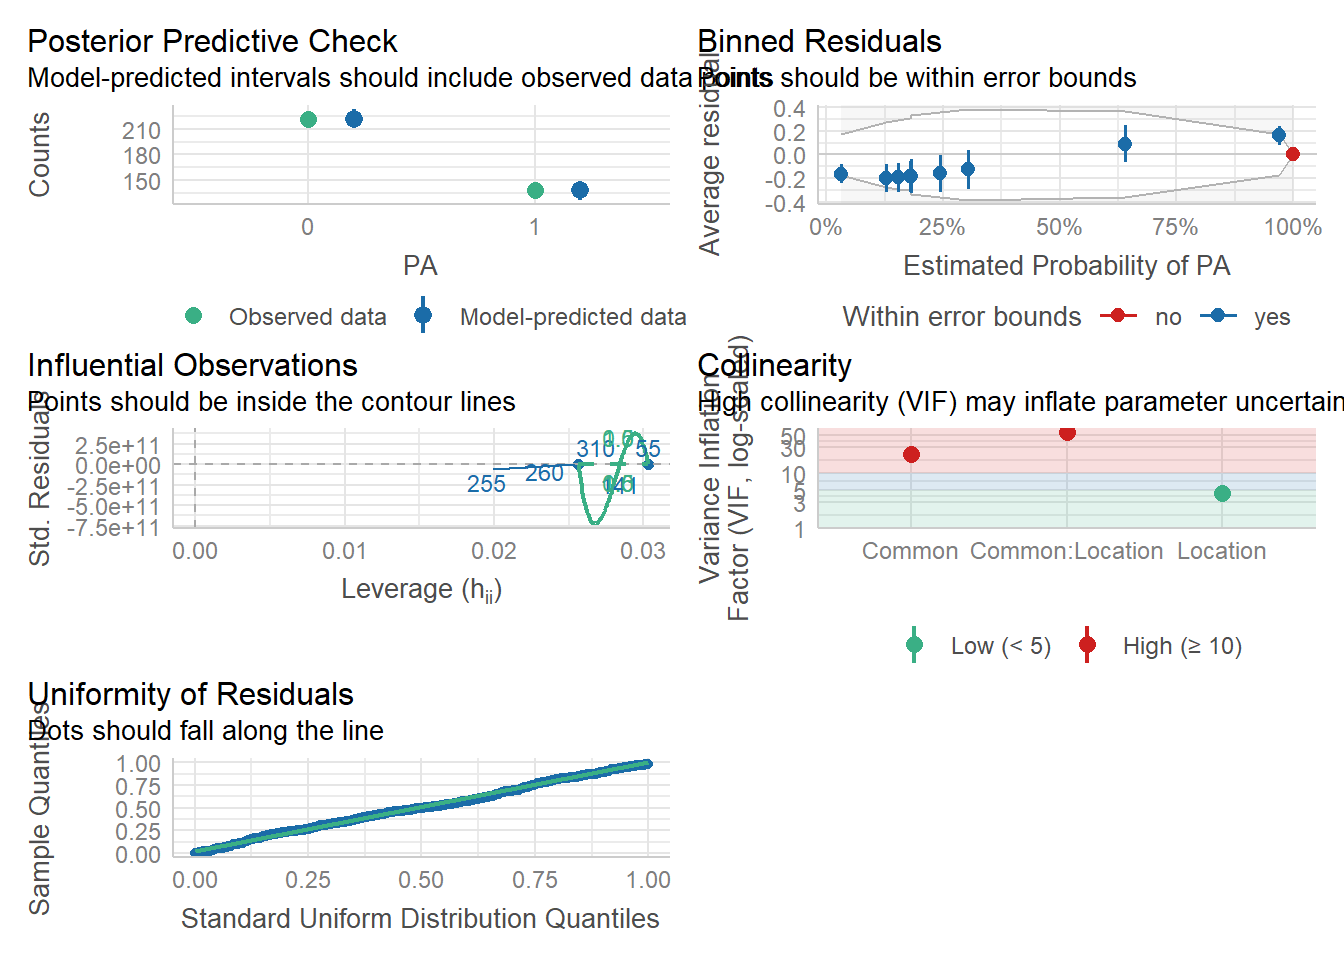 Posterior Predictive Check
Model-predicted intervals should include observed data points
Counts
210
180
150
0 1
PA
Observed data Model-predicted data
Binned Residuals
Points should be within error bounds
Average residual
0.4
0.2
0.0
-0.2
-0.4
0% 25% 50% 75% 100%
Estimated Probability of PA
Within error bounds no yes
Influential Observations
Points should be inside the contour lines
Std. Residuals
2.5e+11
0.0e+00
-2.5e+11
-5.0e+11
-7.5e+11
310 55
260
255
0.00 0.01 0.02 0.03
Leverage (hii)
Collinearity
High collinearity (VIF) may inflate parameter uncertain
Variance Inflation
Factor (VIF, log-scaled)
50
30
10
5
3
1
Common Common:Location Location
Low (< 5) High (≥ 10)
Uniformity of Residuals
Dots should fall along the line
Sample Quantiles
1.00
0.75
0.50
0.25
0.00
0.00 0.25 0.50 0.75 1.00
Standard Uniform Distribution Quantiles